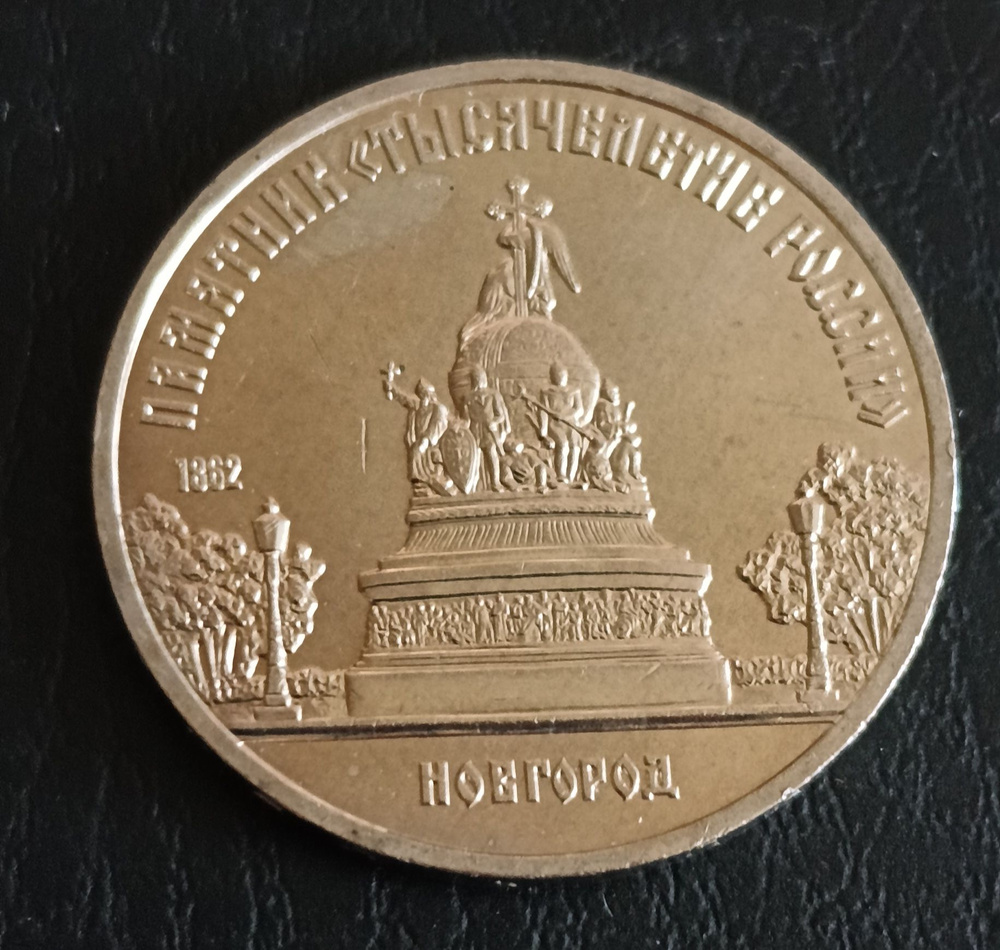 ПАМЯТНИК «ТЫСЯЧЕЛЕТИЕ РОССИИ»
1862
НОВГОРОД